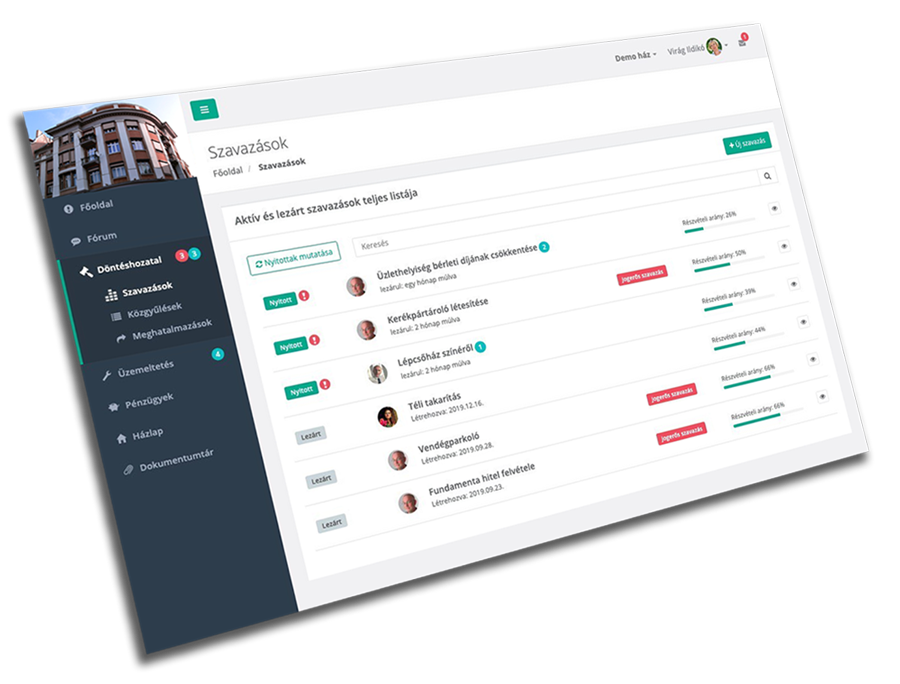 Demo ház
Virág Ildikó
1
Szavazások
Főoldal / Szavazások
+ Új szavazás
Főoldal
Fórum
Döntéshozatal 3 3
Szavazások
Közgyűlések
Meghatalmazások
Üzemeltetés 4
Pénzügyek
Házlap
Dokumentumtár
Aktív és lezárt szavazások teljes listája
Nyitottak mutatása
Keresés
Nyitott
Üzlethelyiség bérleti díjának csökkentése 2
lezárul: egy hónap múlva
Részvételi arány: 26%
Nyitott
Kerékpártároló létesítése
lezárul: 2 hónap múlva
Jogerős szavazás
Részvételi arány: 50%
Nyitott
Lépcsőház színéről 1
lezárul: 2 hónap múlva
Részvételi arány: 39%
Lezárt
Téli takarítás
Létrehozva: 2019.12.16.
Részvételi arány: 44%
Lezárt
Vendégparkoló
Létrehozva: 2019.09.28.
Jogerős szavazás
Részvételi arány: 66%
Lezárt
Fundamenta hitel felvétele
Létrehozva: 2019.09.23.
Jogerős szavazás
Részvételi arány: 66%